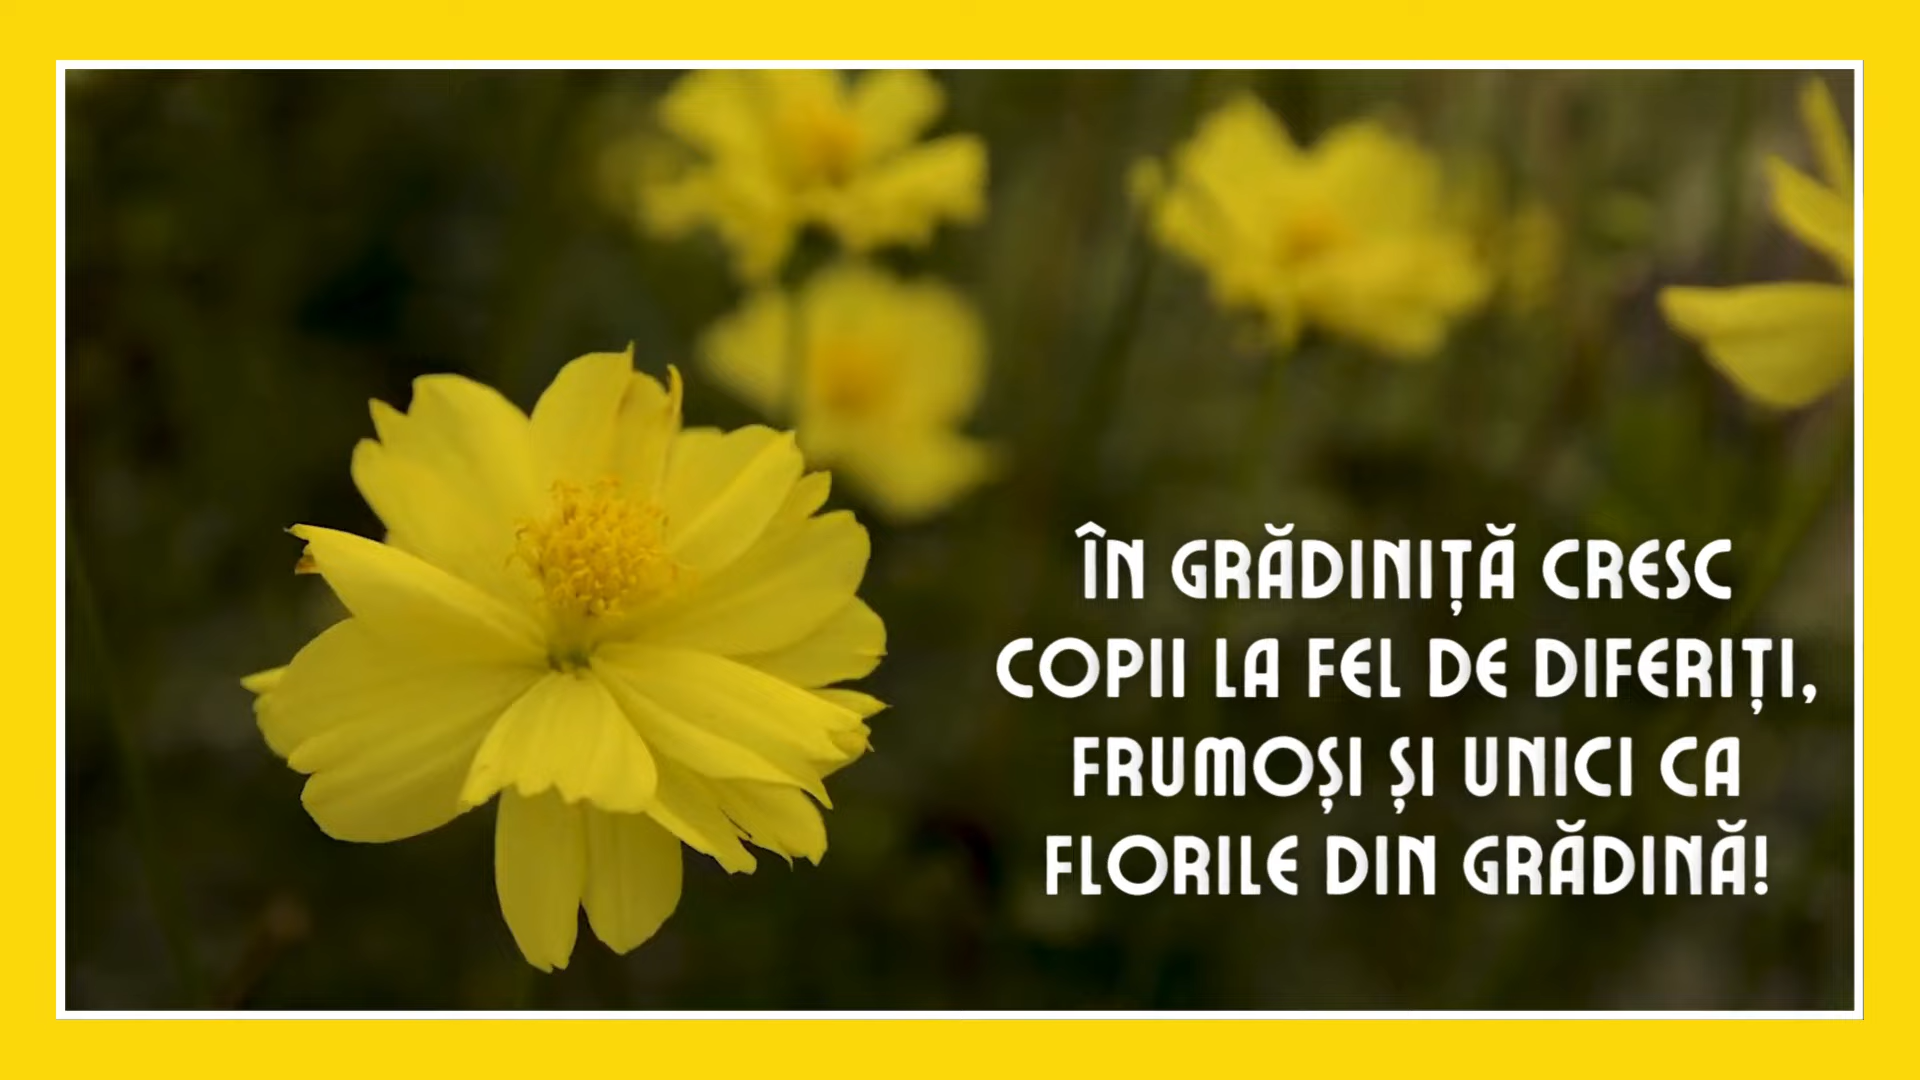 ÎN GRĂDINIȚĂ CRESC
COPII LA FEL DE DIFERIȚI,
FRUMOȘI ȘI UNICI CA
FLORILE DIN GRĂDINĂ!